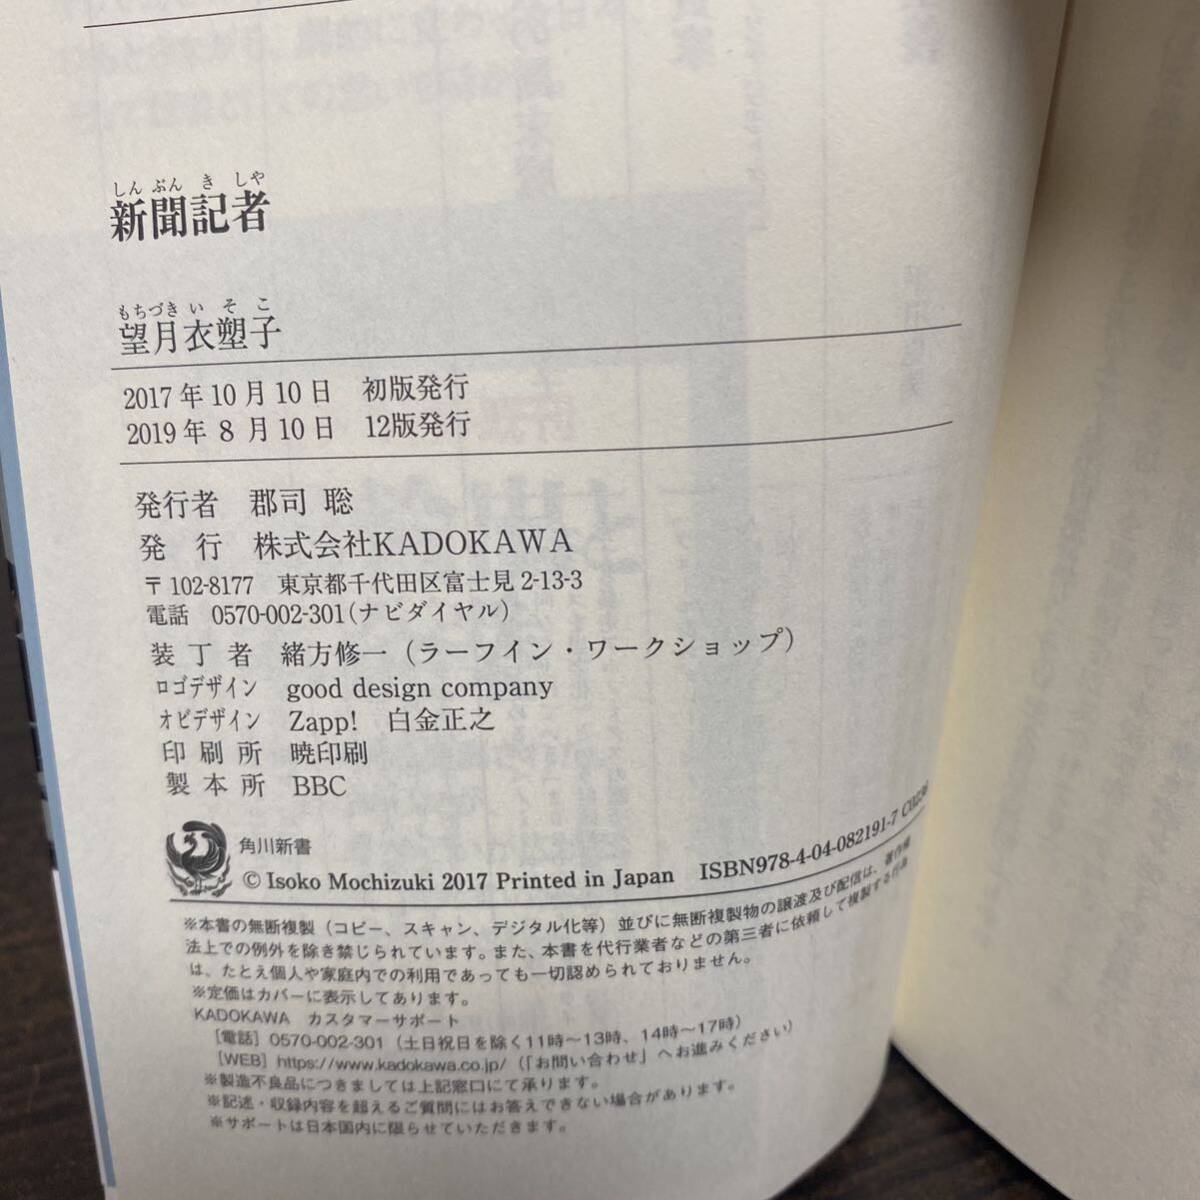 しんぶんきしや
新聞記者
もちづきいそこ
望月衣塑子
2017年10月10日 初版発行
2019年 8 月10日 12版発行
発行者 郡司 聡
発 行 株式会社KADOKAWA
〒102-8177 東京都千代田区富士見 2-13-3
電話 0570-002-301(ナビダイヤル)
装 丁 者 緒方修一（ラーフイン・ワークショップ）
ロゴデザイン good design company
オビデザイン Zapp! 白金正之
印 刷 所 暁印刷
製 本 所 BBC
角川新書
© Isoko Mochizuki 2017 Printed in Japan ISBN978-4-04-082191-7 C0236
※本書の無断複製（コピー、スキャン、デジタル化等）並びに無断複製物の譲渡及び配信は、著作権
法上での例外を除き禁じられています。また、本書を代行業者などの第三者に依頼して複製する行為
は、たとえ個人や家庭内での利用であっても一切認められておりません。
※定価はカバーに表示してあります。
KADOKAWA カスタマーサポート
［電話］0570-002-301（土日祝日を除く11時〜13時、14時〜17時）
［WEB］https://www.kadokawa.co.jp/（「お問い合わせ」へお進みください）
※製造不良品につきましては上記窓口にて承ります。
※記述・収録内容を超えるご質問にはお答えできない場合があります。
※サポートは日本国内に限らせていただきます。